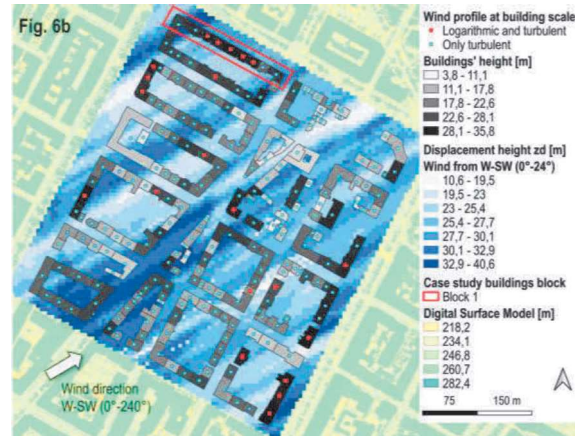 Fig. 6b
Wind direction
W-SW (0°-240°)
Wind profile at building scale
Logarithmic and turbulent
Only turbulent
Buildings' height [m]
3,8 - 11,1
11,1 - 17,8
17,8 - 22,6
22,6 - 28,1
28,1 - 35,8
Displacement height zd [m]
Wind from W-SW (0°-24°)
10,6 - 19,5
19,5 - 23
23 - 25,4
25,4 - 27,7
27,7 - 30,1
30,1 - 32,9
32,9 - 40,6
Case study buildings block
Block 1
Digital Surface Model [m]
218,2
234,1
246,8
260,7
282,4
75 150 m